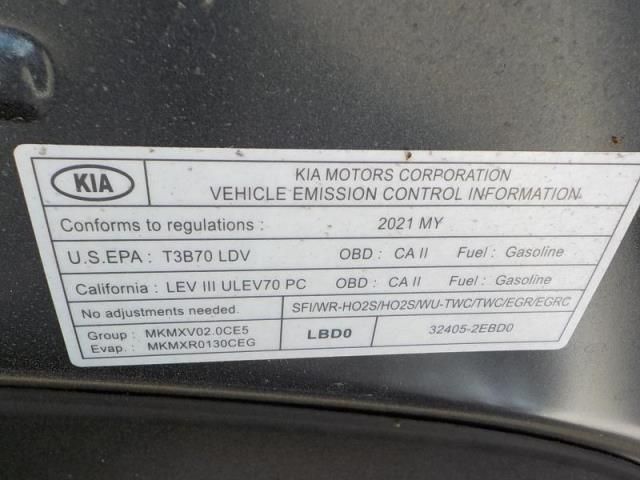 KIA
KIA MOTORS CORPORATION
VEHICLE EMISSION CONTROL INFORMATION
Conforms to regulations : 2021 MY
U.S.EPA : T3B70 LDV OBD : CA II Fuel : Gasoline
California : LEV III ULEV70 PC OBD : CA II Fuel : Gasoline
No adjustments needed. SFI/WR-HO2S/HO2S/WU-TWC/TWC/EGR/EGRC
Group : MKMXV02.0CE5
Evap. : MKMXR0130CEG
LBD0
32405-2EBD0